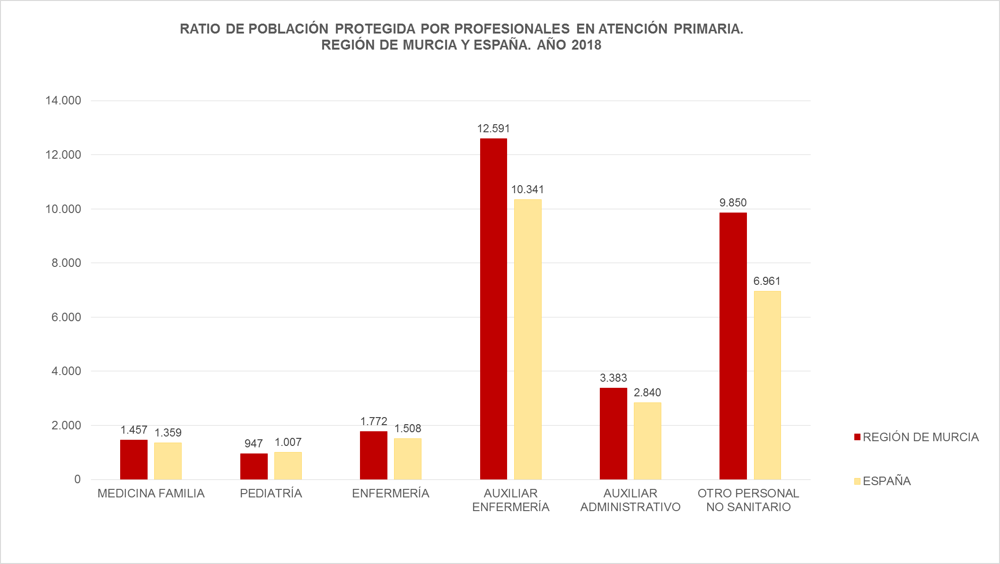 RATIO DE POBLACIÓN PROTEGIDA POR PROFESIONALES EN ATENCIÓN PRIMARIA.
REGIÓN DE MURCIA Y ESPAÑA. AÑO 2018
14.000
12.000
10.000
8.000
6.000
4.000
2.000
0
1.457
1.359
947
1.007
1.772
1.508
12.591
10.341
3.383
2.840
9.850
6.961
MEDICINA FAMILIA
PEDIATRÍA
ENFERMERÍA
AUXILIAR
ENFERMERÍA
AUXILIAR
ADMINISTRATIVO
OTRO PERSONAL
NO SANITARIO
REGIÓN DE MURCIA
ESPAÑA